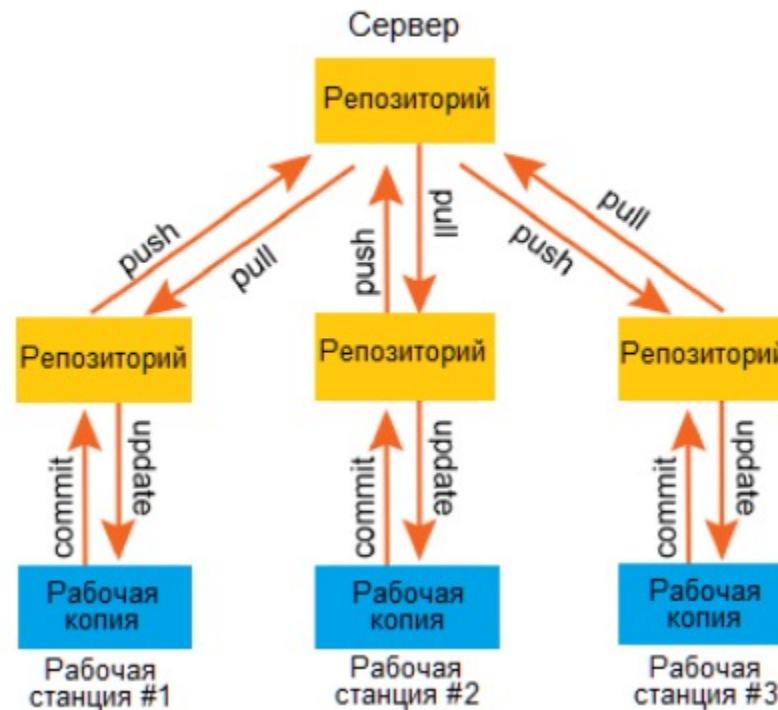 Сервер
Репозиторий
push
pull
push
pull
push
pull
Репозиторий
Репозиторий
Репозиторий
commit
update
commit
update
commit
update
Рабочая
копия
Рабочая
копия
Рабочая
копия
Рабочая
станция #1
Рабочая
станция #2
Рабочая
станция #3